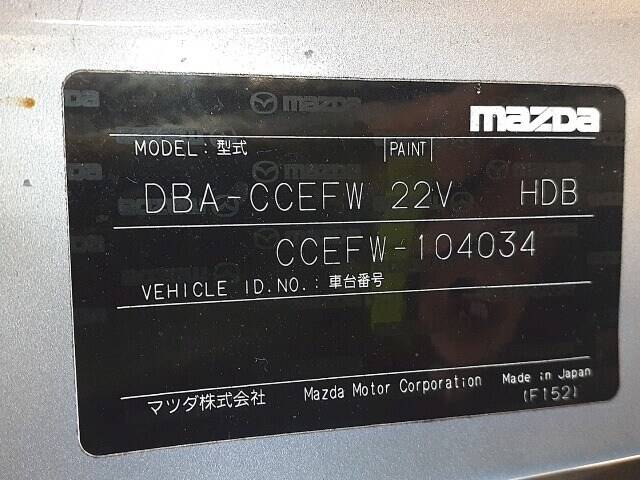 mazda
MODEL：型式 PAINT
DBA-CCEFW 22V HDB
CCEFW-104034
VEHICLE ID.NO.：車台番号
マツダ株式会社 Mazda Motor Corporation Made in Japan
(F152)